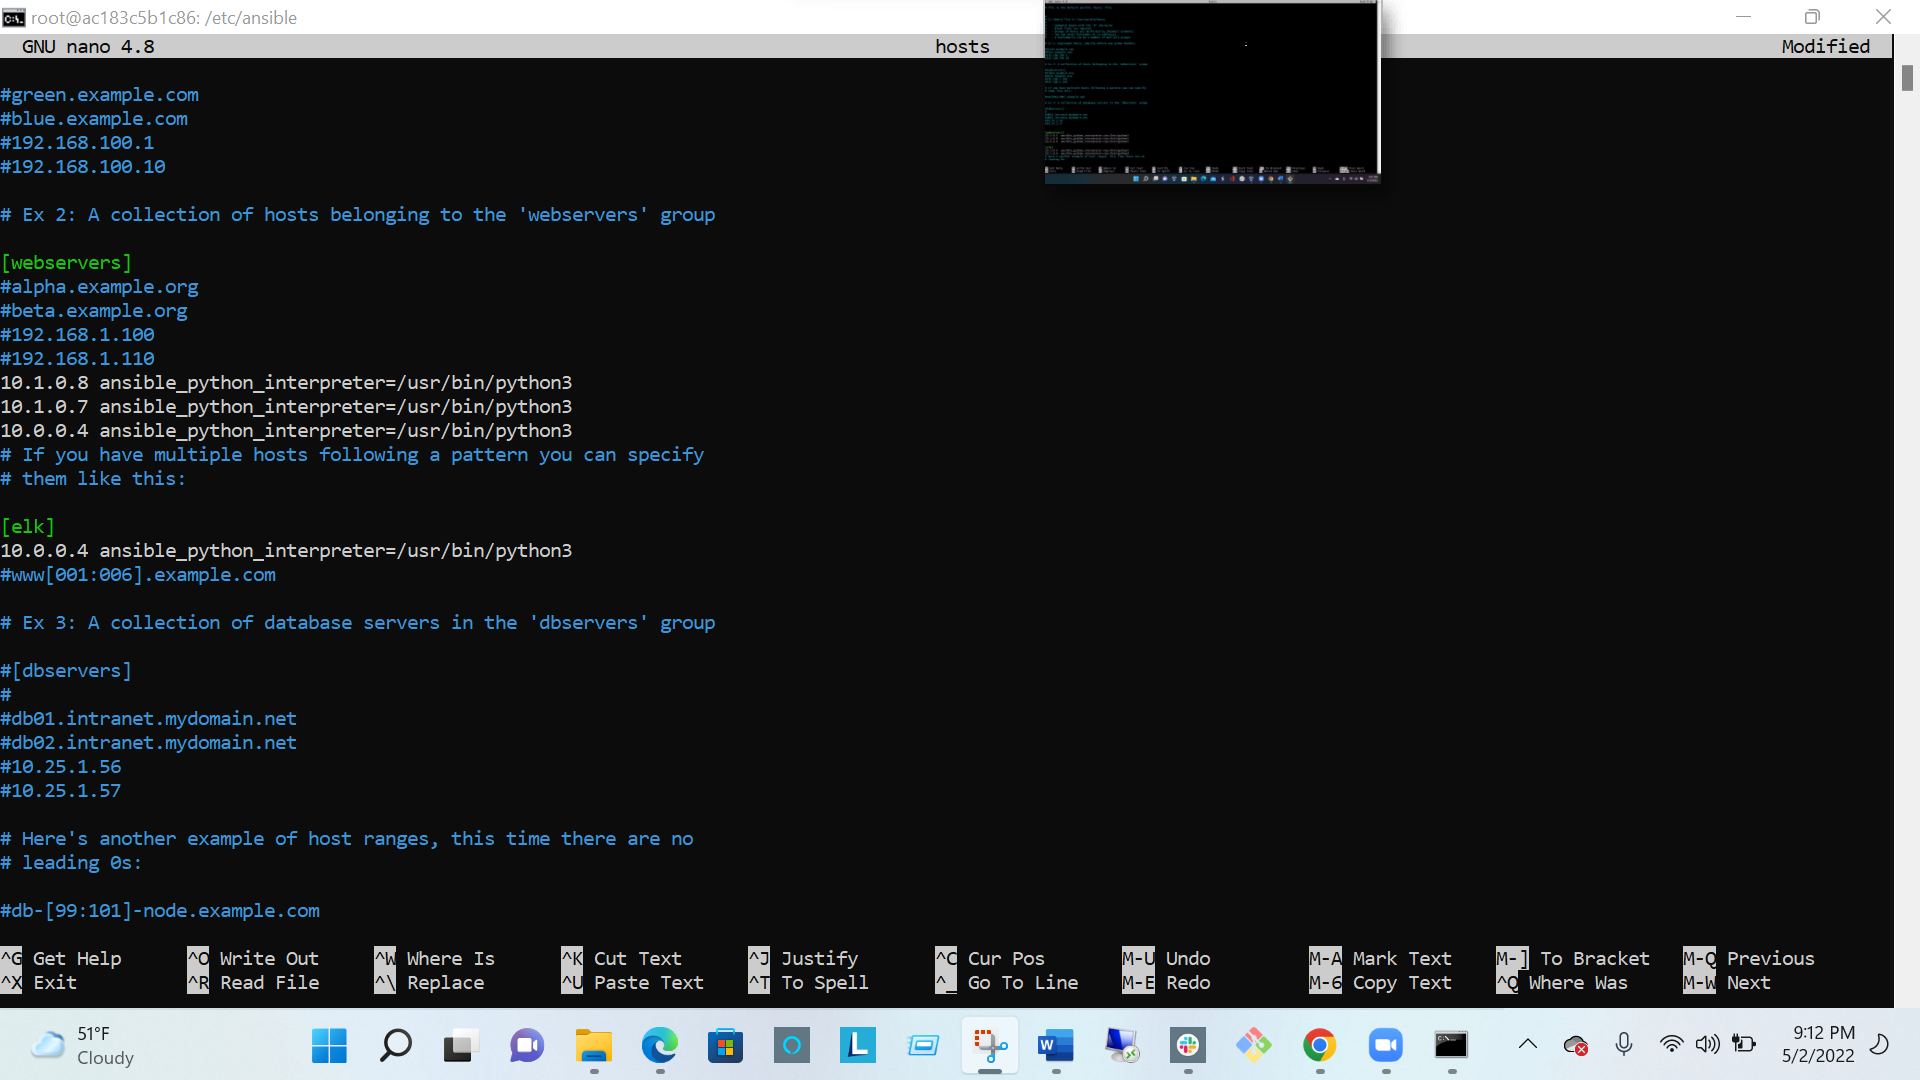 root@ac183c5b1c86: /etc/ansible
GNU nano 4.8 hosts Modified
#green.example.com
#blue.example.com
#192.168.100.1
#192.168.100.10
# Ex 2: A collection of hosts belonging to the 'webservers' group
[webservers]
#alpha.example.org
#beta.example.org
#192.168.1.100
#192.168.1.110
10.1.0.8 ansible_python_interpreter=/usr/bin/python3
10.1.0.7 ansible_python_interpreter=/usr/bin/python3
10.0.0.4 ansible_python_interpreter=/usr/bin/python3
# If you have multiple hosts following a pattern you can specify
# them like this:
[elk]
10.0.0.4 ansible_python_interpreter=/usr/bin/python3
#www[001:006].example.com
# Ex 3: A collection of database servers in the 'dbservers' group
#[dbservers]
#
#db01.intranet.mydomain.net
#db02.intranet.mydomain.net
#10.25.1.56
#10.25.1.57
# Here's another example of host ranges, this time there are no
# leading 0s:
#db-[99:101]-node.example.com
^G Get Help ^O Write Out ^W Where Is ^K Cut Text ^J Justify ^C Cur Pos M-U Undo M-A Mark Text M-] To Bracket M-Q Previous
^X Exit ^R Read File ^\ Replace ^U Paste Text ^T To Spell ^_ Go To Line M-E Redo M-6 Copy Text ^Q Where Was M-W Next
51°F
Cloudy
9:12 PM
5/2/2022